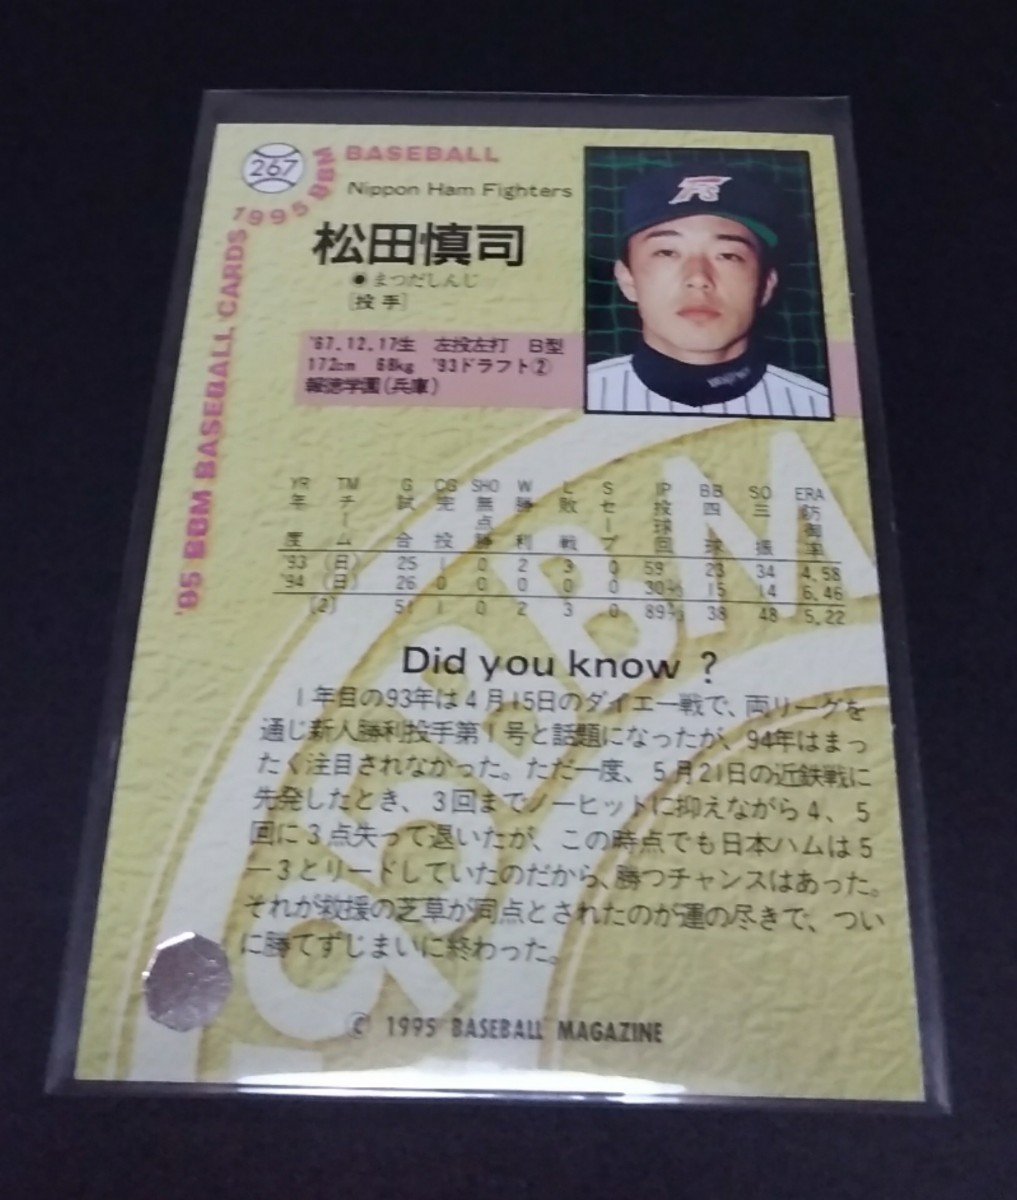 267
1995 BBM BASEBALL
Nippon Ham Fighters
松田慎司
●まつだしんじ
[投手]
'67.12.17生 左投左打 B型
172cm 68kg '93ドラフト②
報徳学園(兵庫)
'95 BBM BASEBALL CARDS
YR TM G CG SHO W L S IP BB SO ERA
年度 チーム 試合 完投 無点勝 勝利 敗戦 セーブ 投球回 四球 三振 防御率
'93 (日) 25 1 0 2 3 0 59 23 34 4.58
'94 (日) 26 0 0 0 0 0 30⅔ 15 14 6.46
(2) 51 1 0 2 3 0 89⅔ 38 48 5.22
Did you know ?
1年目の93年は4月15日のダイエー戦で、両リーグを
通じ新人勝利投手第1号と話題になったが、94年はまっ
たく注目されなかった。ただ一度、5月21日の近鉄戦に
先発したとき、3回までノーヒットに抑えながら4、5
回に3点失って退いたが、この時点でも日本ハムは5
―3とリードしていたのだから、勝つチャンスはあった。
それが救援の芝草が同点とされたのが運の尽きで、つい
に勝てずじまいに終わった。
© 1995 BASEBALL MAGAZINE